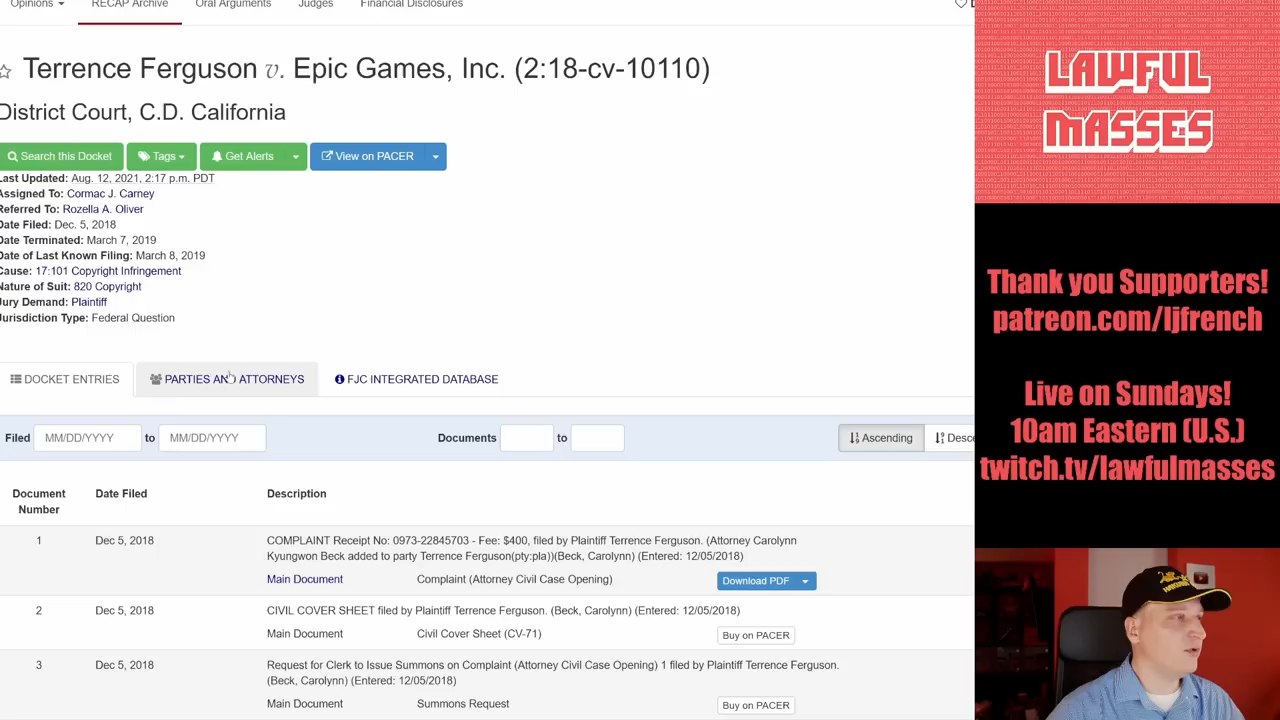 Opinions
RECAP Archive
Oral Arguments
Judges
Financial Disclosures
Terrence Ferguson v. Epic Games, Inc. (2:18-cv-10110)
District Court, C.D. California
Search this Docket
Tags
Get Alerts
View on PACER
Last Updated: Aug. 12, 2021, 2:17 p.m. PDT
Assigned To: Cormac J. Carney
Referred To: Rozella A. Oliver
Date Filed: Dec. 5, 2018
Date Terminated: March 7, 2019
Date of Last Known Filing: March 8, 2019
Cause: 17:101 Copyright Infringement
Nature of Suit: 820 Copyright
Jury Demand: Plaintiff
Jurisdiction Type: Federal Question
DOCKET ENTRIES
PARTIES AND ATTORNEYS
FJC INTEGRATED DATABASE
Filed MM/DD/YYYY to MM/DD/YYYY
Documents to
Ascending
Desce
Document Number
Date Filed
Description
1 Dec 5, 2018 COMPLAINT Receipt No: 0973-22845703 - Fee: $400, filed by Plaintiff Terrence Ferguson. (Attorney Carolynn
Kyungwon Beck added to party Terrence Ferguson(pty:pla))(Beck, Carolynn) (Entered: 12/05/2018)
Main Document Complaint (Attorney Civil Case Opening) Download PDF
2 Dec 5, 2018 CIVIL COVER SHEET filed by Plaintiff Terrence Ferguson. (Beck, Carolynn) (Entered: 12/05/2018)
Main Document Civil Cover Sheet (CV-71) Buy on PACER
3 Dec 5, 2018 Request for Clerk to Issue Summons on Complaint (Attorney Civil Case Opening) 1 filed by Plaintiff Terrence Ferguson.
(Beck, Carolynn) (Entered: 12/05/2018)
Main Document Summons Request Buy on PACER
LAWFUL
MASSES
Thank you Supporters!
patreon.com/ljfrench
Live on Sundays!
10am Eastern (U.S.)
twitch.tv/lawfulmasses